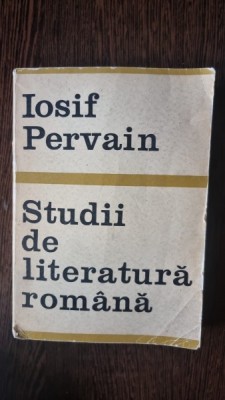 Iosif
Pervain
Studii
de
literatură
română